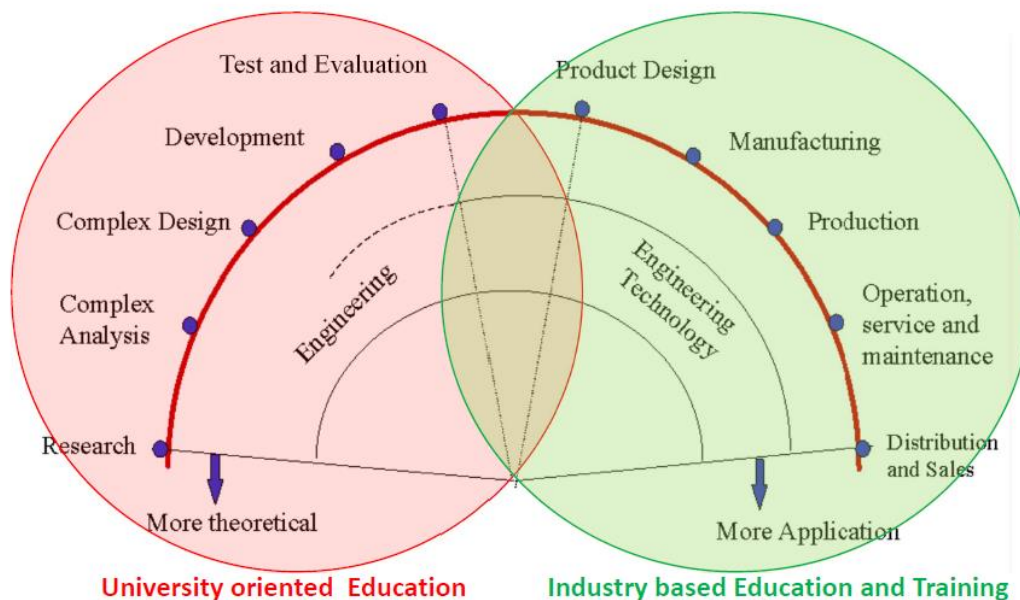 Test and Evaluation
Product Design
Development
Manufacturing
Complex Design
Production
Engineering
Engineering
Technology
Complex
Analysis
Operation,
service and
maintenance
Research
Distribution
and Sales
More theoretical
More Application
University oriented Education
Industry based Education and Training